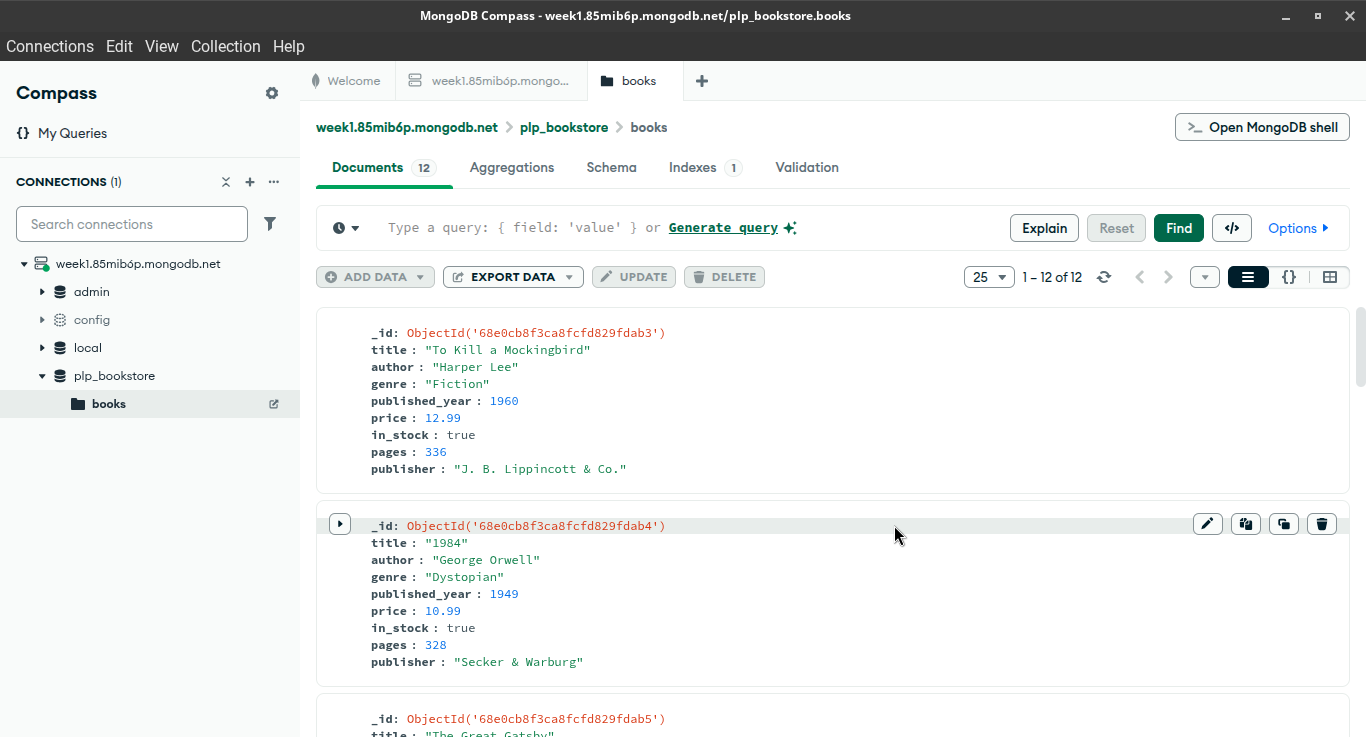 MongoDB Compass - week1.85mib6p.mongodb.net/plp_bookstore.books
Connections Edit View Collection Help
Compass
My Queries
CONNECTIONS (1)
Search connections
week1.85mib6p.mongodb.net
admin
config
local
plp_bookstore
books
Welcome
week1.85mib6p.mongo...
books
week1.85mib6p.mongodb.net > plp_bookstore > books
>_ Open MongoDB shell
Documents 12 Aggregations Schema Indexes 1 Validation
Type a query: { field: 'value' } or Generate query
Explain Reset Find </> Options
ADD DATA EXPORT DATA UPDATE DELETE
25 1 – 12 of 12 {}
_id: ObjectId('68e0cb8f3ca8fcfd829fdab3')
title : "To Kill a Mockingbird"
author : "Harper Lee"
genre : "Fiction"
published_year : 1960
price : 12.99
in_stock : true
pages : 336
publisher : "J. B. Lippincott & Co."
_id: ObjectId('68e0cb8f3ca8fcfd829fdab4')
title : "1984"
author : "George Orwell"
genre : "Dystopian"
published_year : 1949
price : 10.99
in_stock : true
pages : 328
publisher : "Secker & Warburg"
_id: ObjectId('68e0cb8f3ca8fcfd829fdab5')
title : "The Great Gatsby"